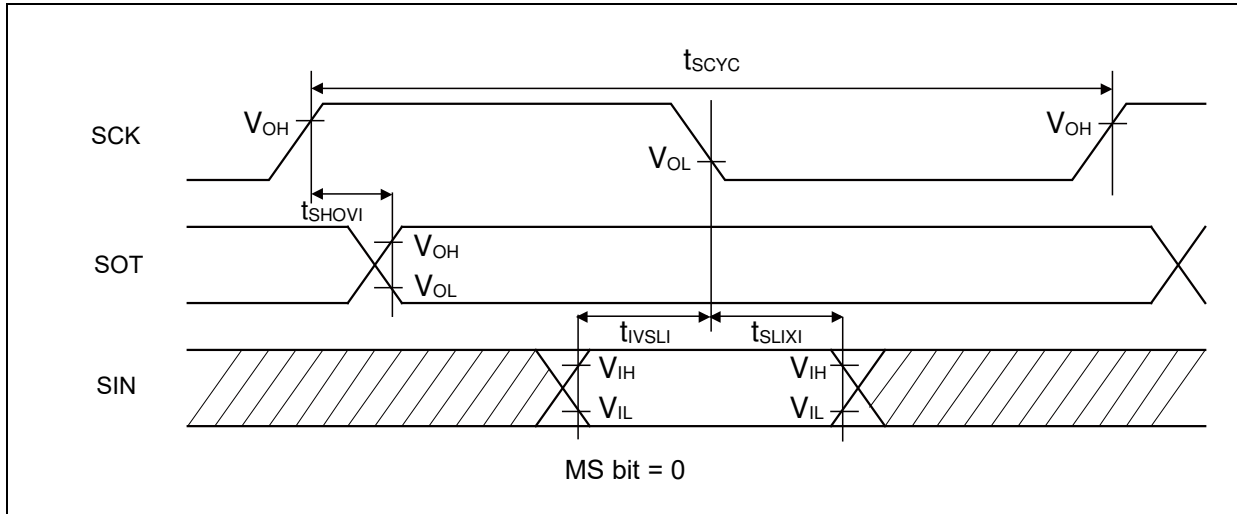 tSCYC
SCK
VOH
VOL
VOH
tSHOVI
SOT
VOH
VOL
tIVSLI
tSLIXI
SIN
VIH
VIL
VIH
VIL
MS bit = 0